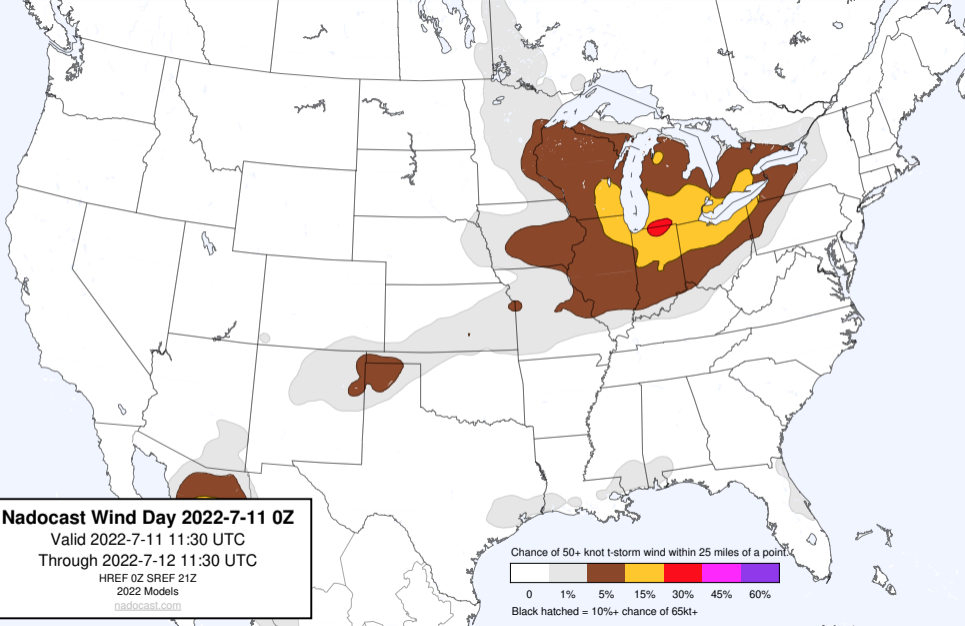 Nadocast Wind Day 2022-7-11 0Z
Valid 2022-7-11 11:30 UTC
Through 2022-7-12 11:30 UTC
HREF 0Z SREF 21Z
2022 Models
nadocast.com
Chance of 50+ knot t-storm wind within 25 miles of a point.
0 1% 5% 15% 30% 45% 60%
Black hatched = 10%+ chance of 65kt+